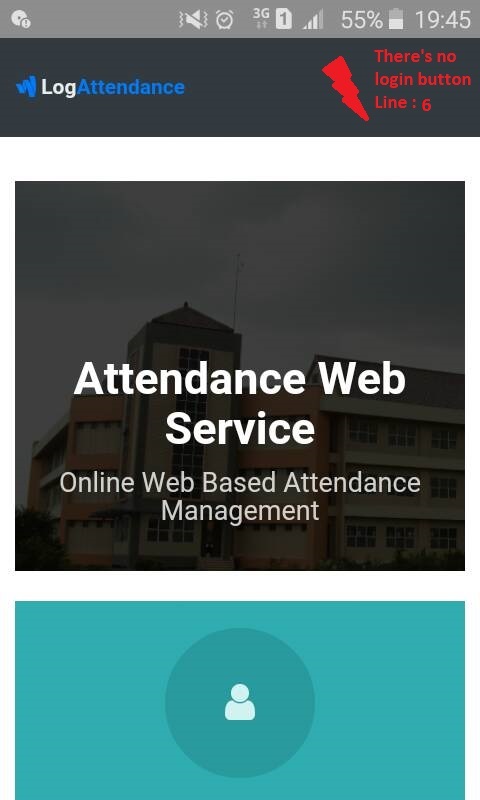 3G 1 55% 19:45
There's no
login button
Line : 6
LogAttendance
Attendance Web
Service
Online Web Based Attendance
Management